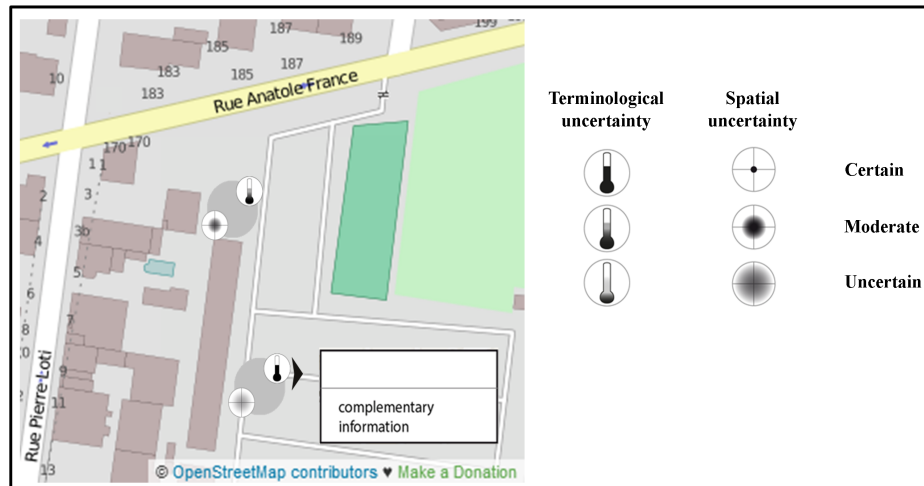 199
187
189
185
10
183
185
187
183
Rue Anatole France
170
170
1
1
2
3
3b
4
5
6
7
8
9
11
13
Rue Pierre-Loti
complementary
information
© OpenStreetMap contributors ♥ Make a Donation
Terminological
uncertainty
Spatial
uncertainty
Certain
Moderate
Uncertain